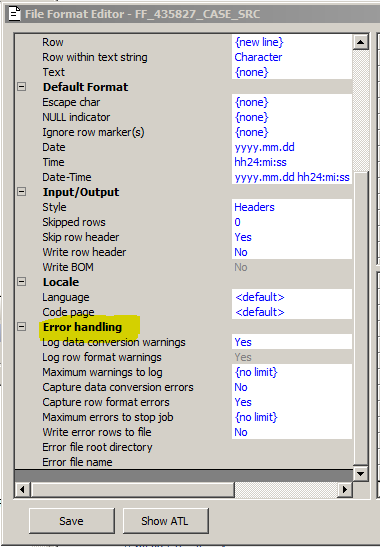 File Format Editor - FF_435827_CASE_SRC
Row {new line}
Row within text string Character
Text {none}
Default Format
Escape char {none}
NULL indicator {none}
Ignore row marker(s) {none}
Date yyyy.mm.dd
Time hh24:mi:ss
Date-Time yyyy.mm.dd hh24:mi:ss
Input/Output
Style Headers
Skipped rows 0
Skip row header Yes
Write row header No
Write BOM No
Locale
Language <default>
Code page <default>
Error handling
Log data conversion warnings Yes
Log row format warnings Yes
Maximum warnings to log {no limit}
Capture data conversion errors No
Capture row format errors Yes
Maximum errors to stop job {no limit}
Write error rows to file No
Error file root directory
Error file name
Save Show ATL